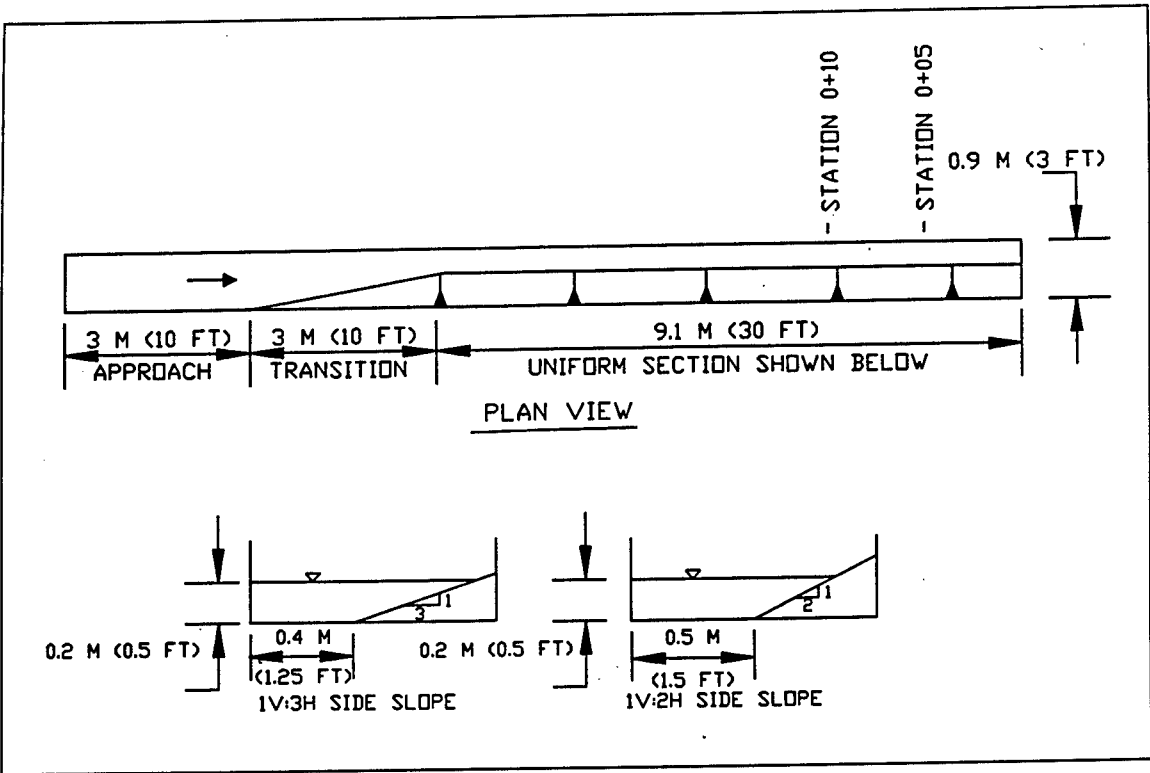 - STATION 0+10
- STATION 0+05
0.9 M (3 FT)
3 M (10 FT)
3 M (10 FT)
9.1 M (30 FT)
APPROACH
TRANSITION
UNIFORM SECTION SHOWN BELOW
PLAN VIEW
1
3
1
2
0.2 M (0.5 FT)
0.4 M
(1.25 FT)
0.2 M (0.5 FT)
0.5 M
(1.5 FT)
1V:3H SIDE SLOPE
1V:2H SIDE SLOPE